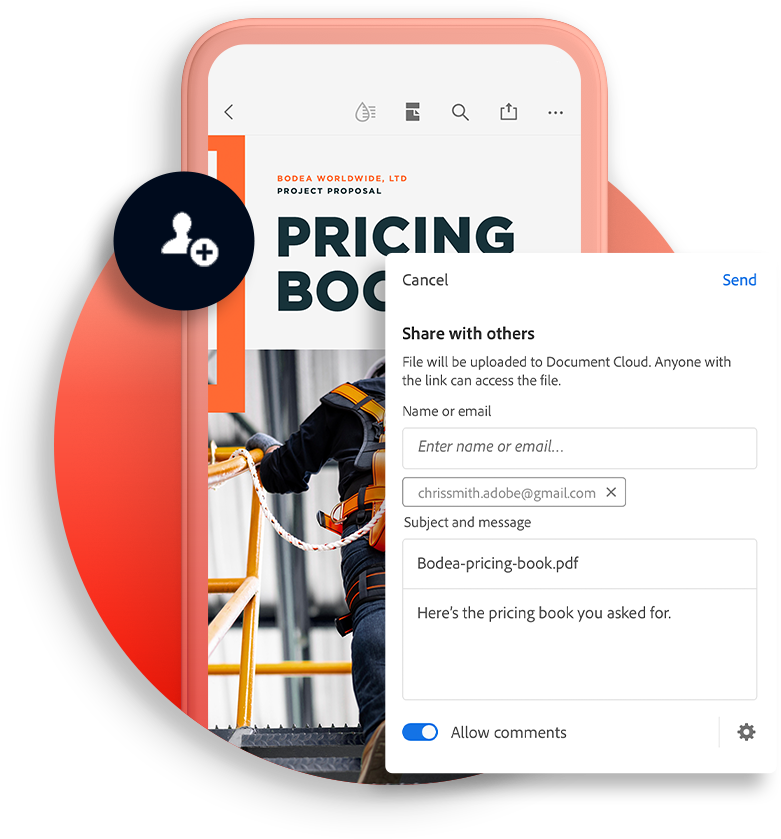 BODEA WORLDWIDE, LTD
PROJECT PROPOSAL
PRICING
BOO
Cancel
Send
Share with others
File will be uploaded to Document Cloud. Anyone with
the link can access the file.
Name or email
Enter name or email...
chrissmith.adobe@gmail.com
Subject and message
Bodea-pricing-book.pdf
Here’s the pricing book you asked for.
Allow comments